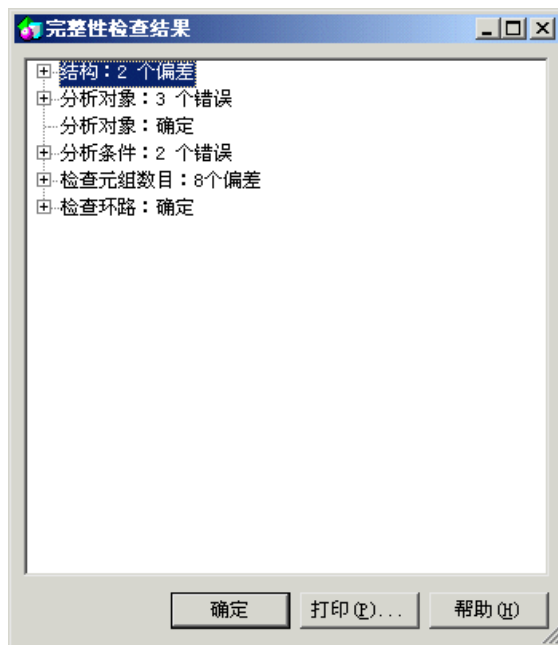 完整性检查结果
结构：2 个偏差
分析对象：3 个错误
分析对象：确定
分析条件：2 个错误
检查元组数目：8个偏差
检查环路：确定
确定 打印(P)... 帮助(H)